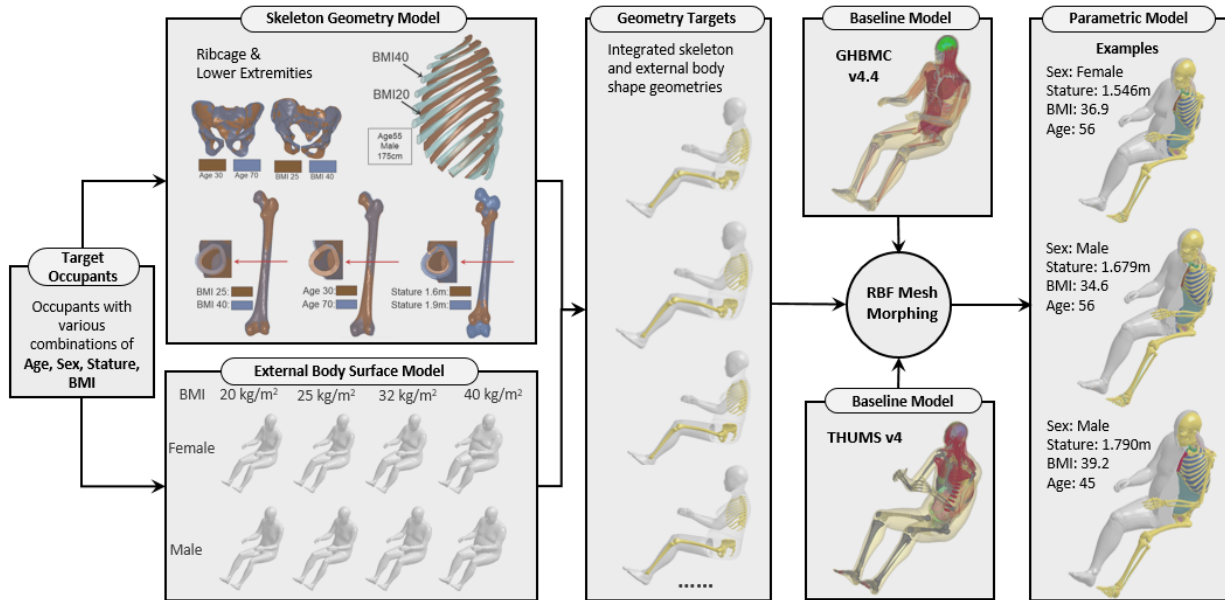 Target
Occupants
Occupants with
various
combinations of
Age, Sex, Stature,
BMI
Skeleton Geometry Model
Ribcage &
Lower Extremities
BMI40
BMI20
Age55
Male
175cm
Age 30
Age 70
BMI 25
BMI 40
BMI 25:
BMI 40:
Age 30:
Age 70:
Stature 1.6m:
Stature 1.9m:
External Body Surface Model
BMI 20 kg/m² 25 kg/m² 32 kg/m² 40 kg/m²
Female
Male
Geometry Targets
Integrated skeleton
and external body
shape geometries
......
Baseline Model
GHBMC
v4.4
RBF Mesh
Morphing
Baseline Model
THUMS v4
Parametric Model
Examples
Sex: Female
Stature: 1.546m
BMI: 36.9
Age: 56
Sex: Male
Stature: 1.679m
BMI: 34.6
Age: 56
Sex: Male
Stature: 1.790m
BMI: 39.2
Age: 45